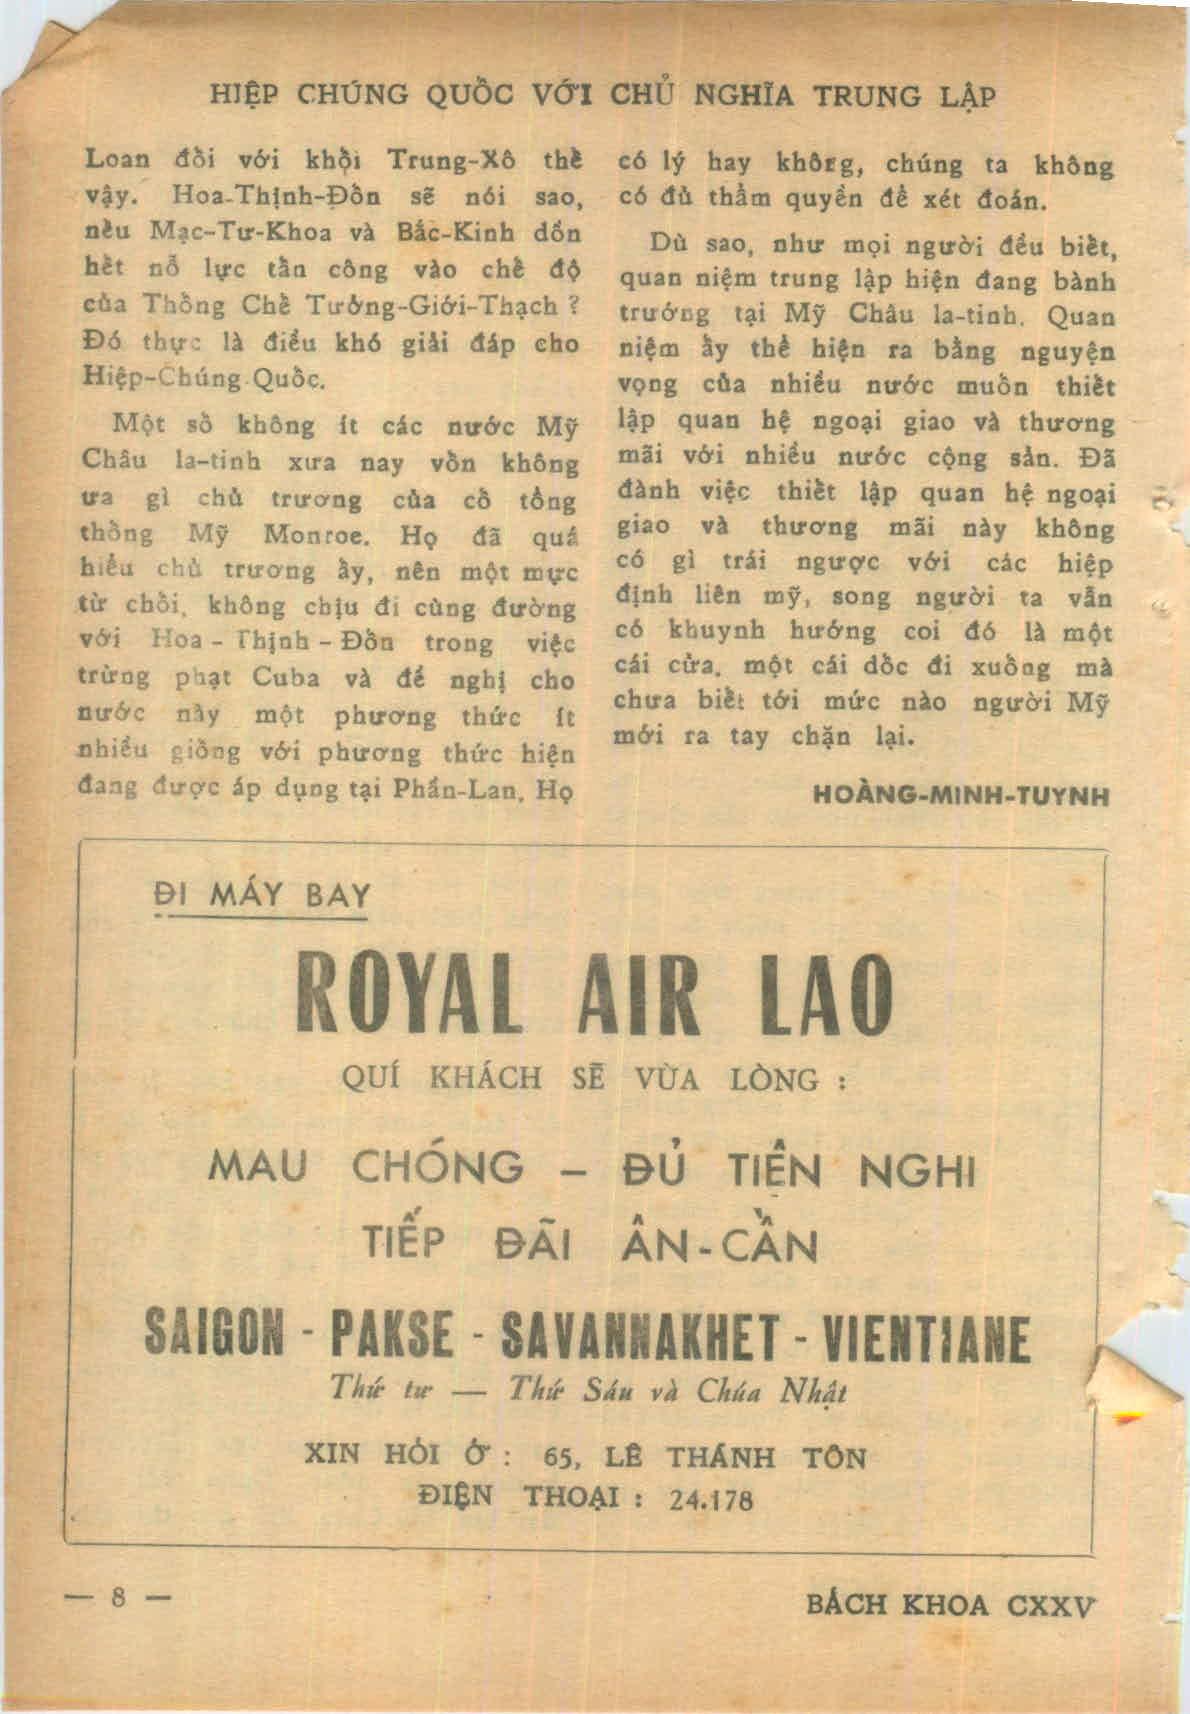 HIỆP CHÚNG QUỐC VỚI CHỦ NGHĨA TRUNG LẬP
Loan đối với khối Trung-Xô thế
vậy. Hoa-Thịnh-Đốn sẽ nói sao,
nếu Mạc-Tư-Khoa và Bắc-Kinh dồn
hết nỗ lực tấn công vào chế độ
của Thống Chế Tưởng-Giới-Thạch ?
Đó thực là điều khó giải đáp cho
Hiệp-Chúng-Quốc.
Một số không ít các nước Mỹ
Châu la-tinh xưa nay vốn không
ưa gì chủ trương của cố tổng
thống Mỹ Monroe. Họ đã quá
hiểu chủ trương ấy, nên một mực
từ chối, không chịu đi cùng đường
với Hoa - Thịnh - Đốn trong việc
trừng phạt Cuba và đề nghị cho
nước này một phương thức ít
nhiều giống với phương thức hiện
đang được áp dụng tại Phần-Lan. Họ
có lý hay không, chúng ta không
có đủ thẩm quyền để xét đoán.
Dù sao, như mọi người đều biết,
quan niệm trung lập hiện đang bành
trướng tại Mỹ Châu la-tinh. Quan
niệm ấy thể hiện ra bằng nguyện
vọng của nhiều nước muốn thiết
lập quan hệ ngoại giao và thương
mãi với nhiều nước cộng sản. Đã
đành việc thiết lập quan hệ ngoại
giao và thương mãi này không
có gì trái ngược với các hiệp
định liên mỹ, song người ta vẫn
có khuynh hướng coi đó là một
cái cửa, một cái dốc đi xuống mà
chưa biết tới mức nào người Mỹ
mới ra tay chặn lại.
HOÀNG-MINH-TUYNH
ĐI MÁY BAY
ROYAL AIR LAO
QUÍ KHÁCH SẼ VỪA LÒNG :
MAU CHÓNG – ĐỦ TIỆN NGHI
TIẾP ĐÃI ÂN-CẦN
SAIGON - PAKSE - SAVANNAKHET - VIENTIANE
Thứ tư — Thứ Sáu và Chúa Nhật
XIN HỎI Ở : 65, LÊ THÁNH TÔN
ĐIỆN THOẠI : 24.178
— 8 —
BÁCH KHOA CXXV